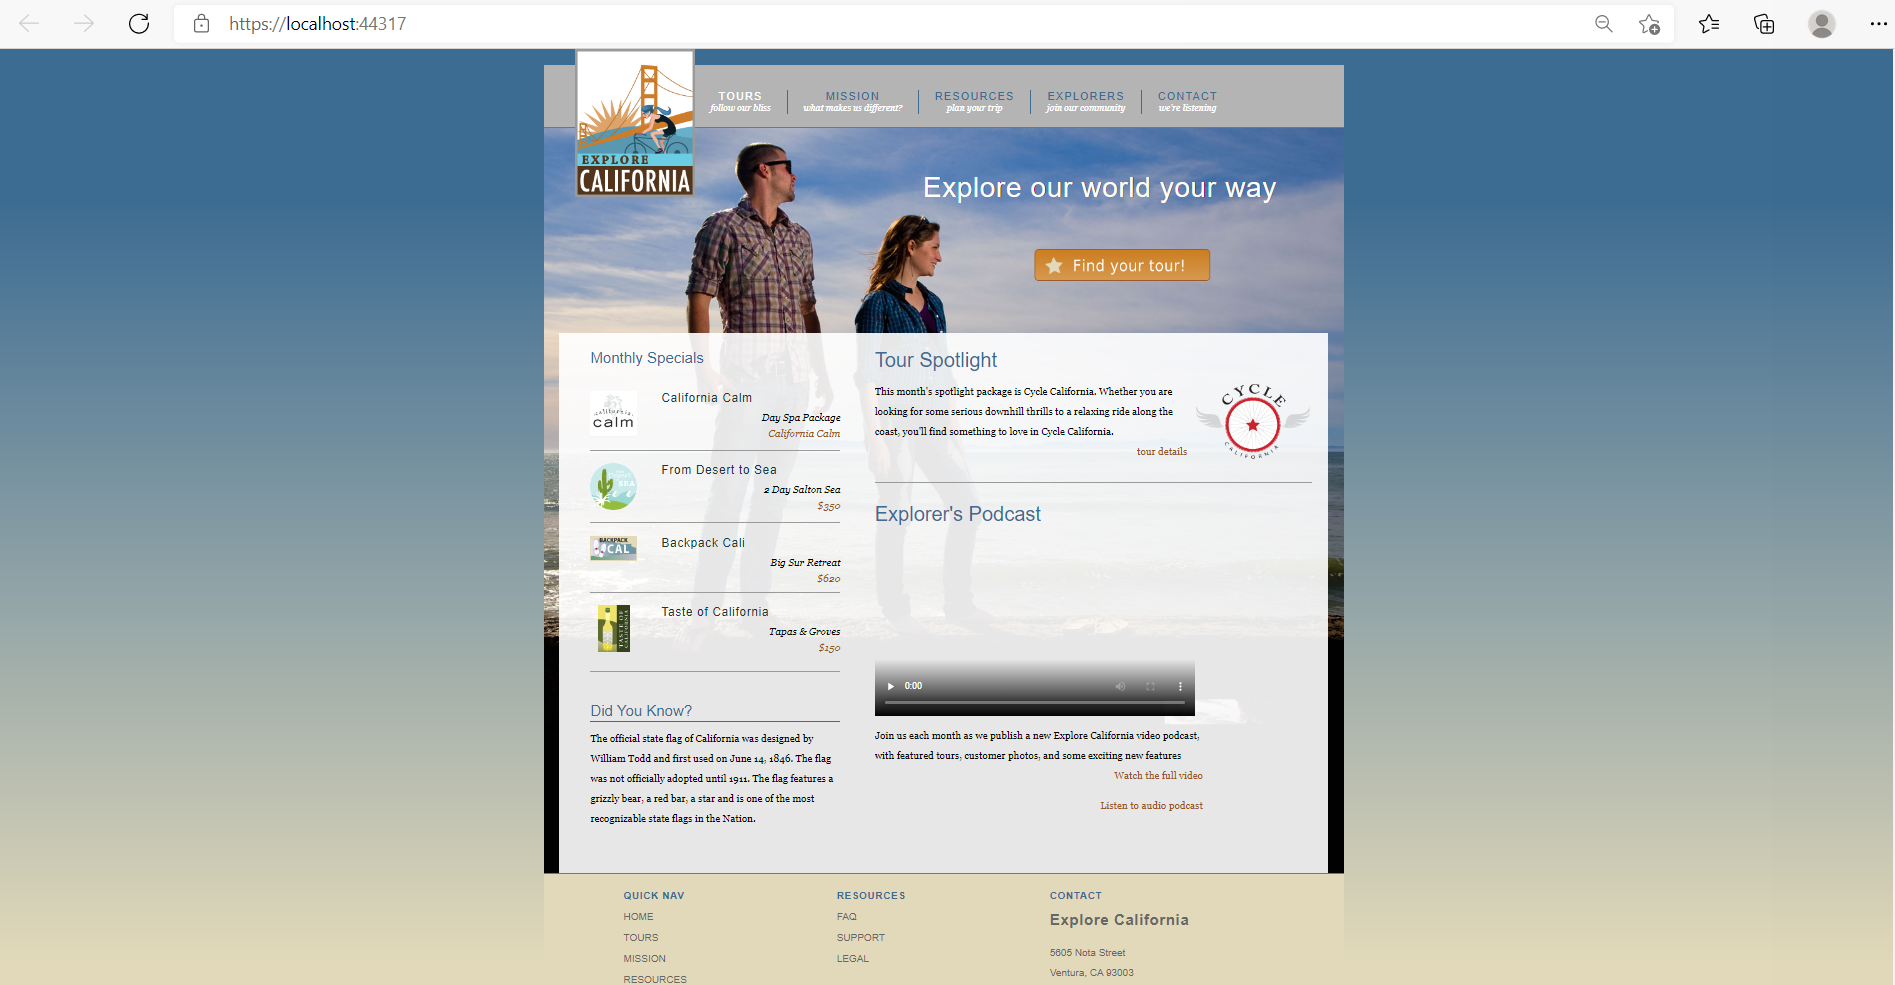 https://localhost:44317
EXPLORE
CALIFORNIA
TOURS
follow our bliss
MISSION
what makes us different?
RESOURCES
plan your trip
EXPLORERS
join our community
CONTACT
we're listening
Explore our world your way
Find your tour!
Monthly Specials
california
calm
California Calm
Day Spa Package
California Calm
SEA
From Desert to Sea
2 Day Salton Sea
$350
BACKPACK
CAL
Backpack Cali
Big Sur Retreat
$620
TASTE OF
CALIFORNIA
Taste of California
Tapas & Groves
$150
Did You Know?
The official state flag of California was designed by
William Todd and first used on June 14, 1846. The flag
was not officially adopted until 1911. The flag features a
grizzly bear, a red bar, a star and is one of the most
recognizable state flags in the Nation.
Tour Spotlight
This month's spotlight package is Cycle California. Whether you are
looking for some serious downhill thrills to a relaxing ride along the
coast, you'll find something to love in Cycle California.
tour details
CYCLE
CALIFORNIA
Explorer's Podcast
0:00
Join us each month as we publish a new Explore California video podcast,
with featured tours, customer photos, and some exciting new features
Watch the full video
Listen to audio podcast
QUICK NAV
HOME
TOURS
MISSION
RESOURCES
RESOURCES
FAQ
SUPPORT
LEGAL
CONTACT
Explore California
5605 Nota Street
Ventura, CA 93003